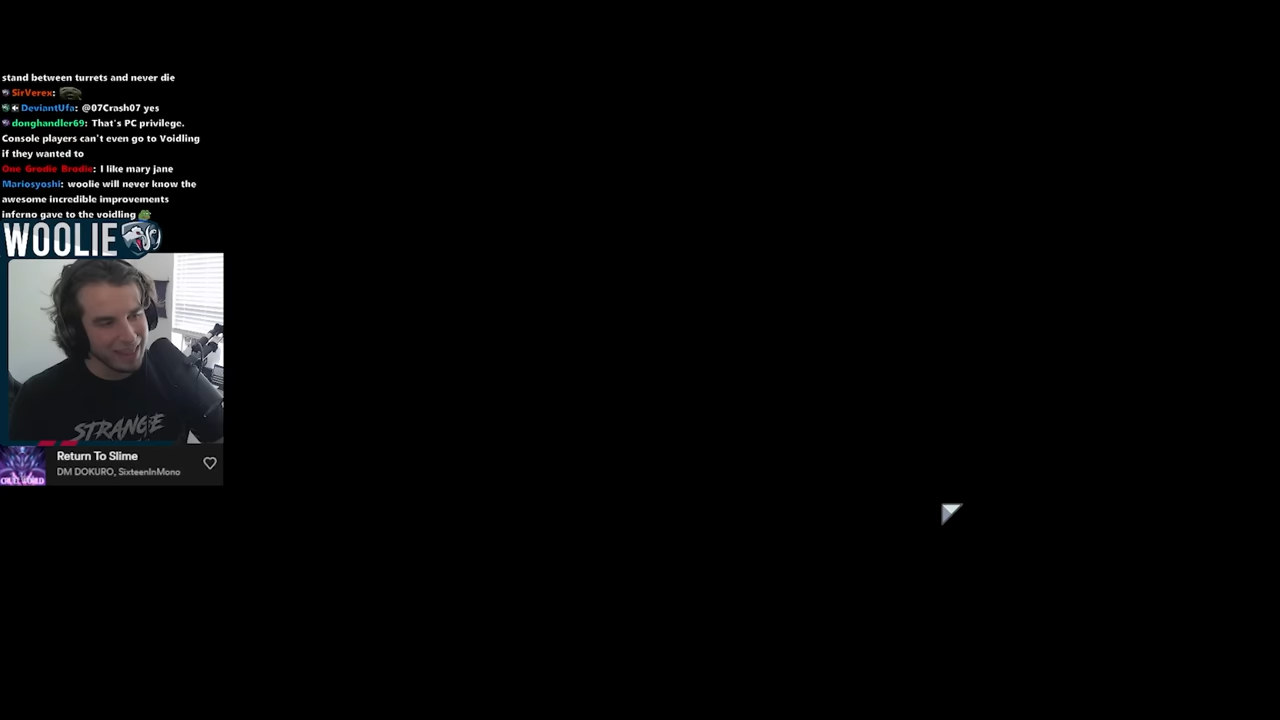 stand between turrets and never die
SirVerex:
DeviantUfa: @07Crash07 yes
donghandler69: That's PC privilege.
Console players can't even go to Voidling
if they wanted to
One Grodie Brodie: I like mary jane
Mariosyoshi: woolie will never know the
awesome incredible improvements
inferno gave to the voidling
WOOLIE
STRANGE
Return To Slime
DM DOKURO, SixteenInMono
CRUEL WORLD